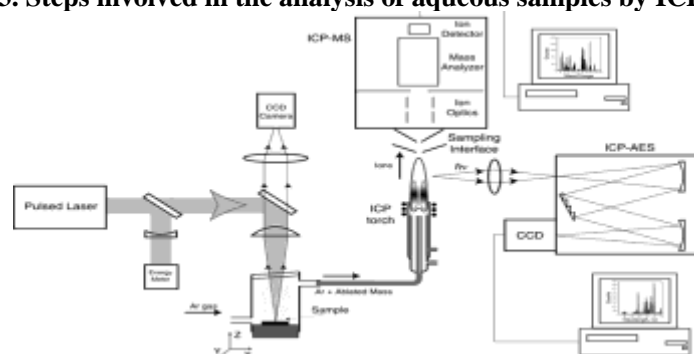 3. Steps involved in the analysis of aqueous samples by ICP
ICP-MS
Ion
Detector
Mass
Analyzer
Ion
Optics
CCD
Camera
Sampling
Interface
Ions
hν
ICP-AES
Pulsed Laser
ICP
torch
CCD
Energy
Meter
Ar + Ablated Mass
Ar gas
Sample
Z
Y
X